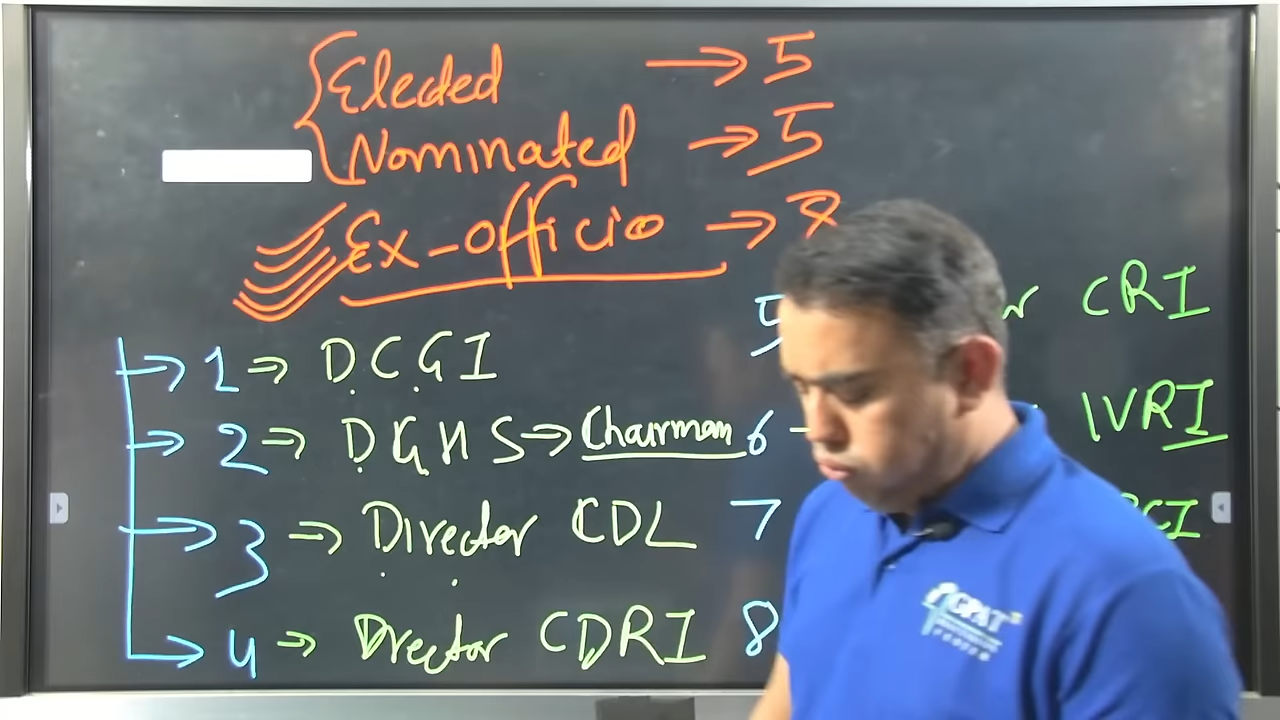 Elected → 5
Nominated → 5
Ex-officio → 8
1 ⇒ D.C.G.I
2 ⇒ D.G.H.S → Chairman
3 ⇒ Director CDL
4 ⇒ Director CDRI
5 CRI
6 IVRI
7 CI
8
GPAT